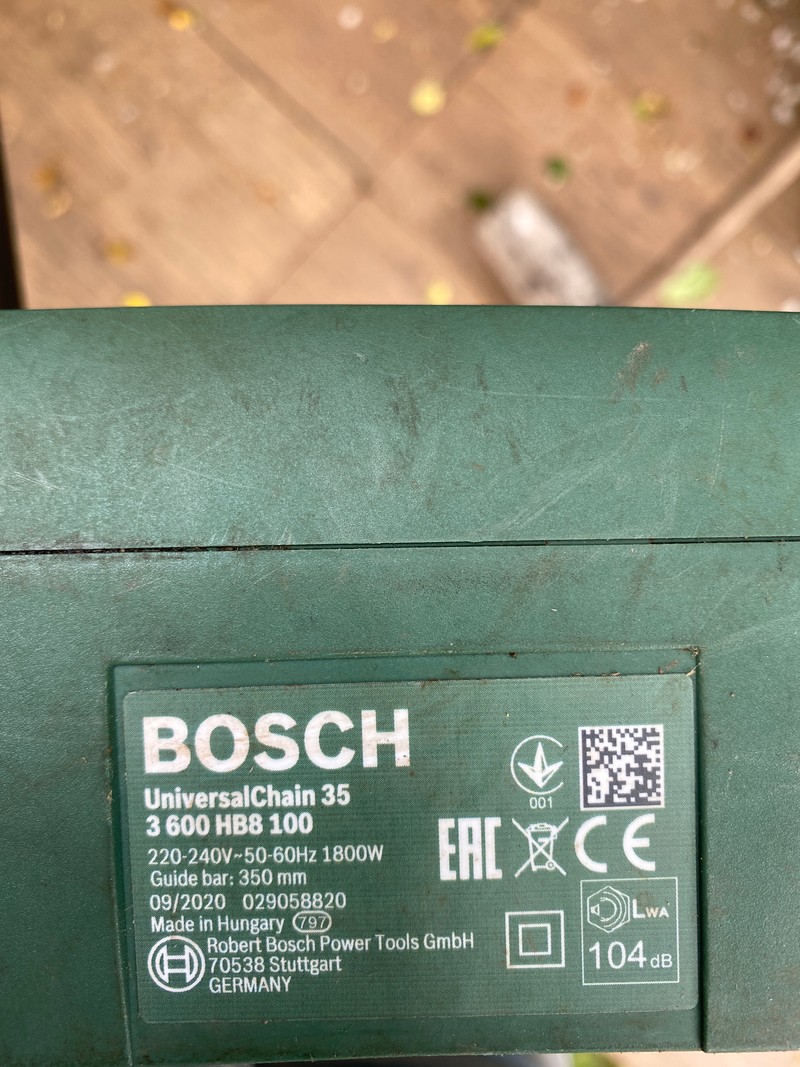 BOSCH
UniversalChain 35
3 600 HB8 100
220-240V~50-60Hz 1800W
Guide bar: 350 mm
09/2020 029058820
Made in Hungary 797
Robert Bosch Power Tools GmbH
70538 Stuttgart
GERMANY
001
EAC
CE
LWA
104 dB